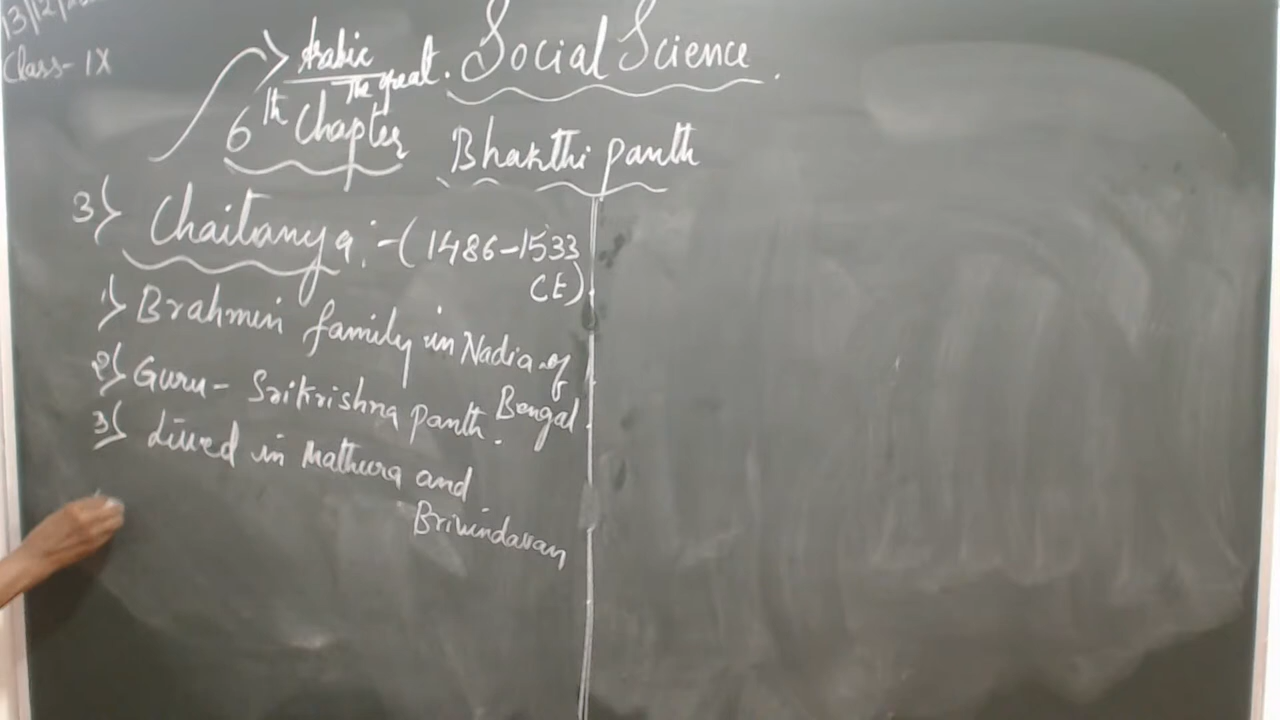 13/12/
Class-IX
Arabic
The great.
Social Science.
6th Chapter
Bhakthi panth
3) Chaitanya:-(1486-1533
CE).
1) Brahmin family in Nadia of
Bengal.
2) Guru- Srikrishna panth.
3) Lived in Mathura and
Brivindavan